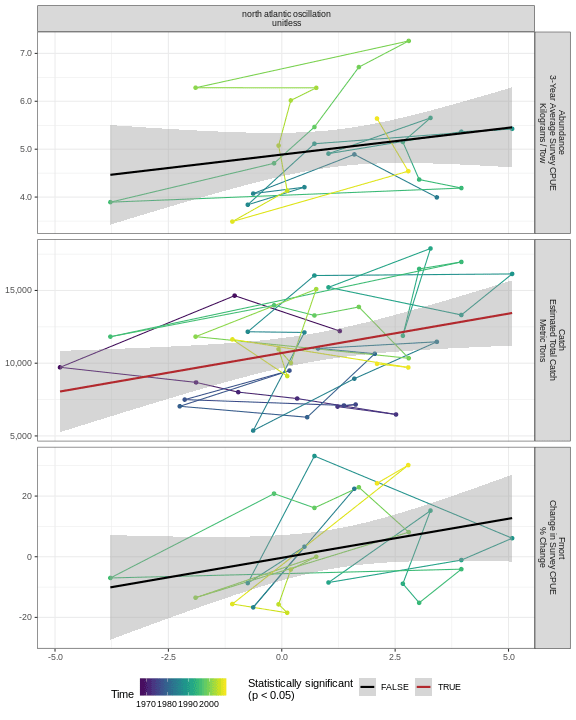 north atlantic oscillation
unitless
7.0
6.0
5.0
4.0
Abundance
3-Year Average Survey CPUE
Kilograms / Tow
15,000
10,000
5,000
Catch
Estimated Total Catch
Metric Tons
20
0
-20
Fmort
Change in Survey CPUE
% Change
-5.0 -2.5 0.0 2.5 5.0
Time
1970 1980 1990 2000
Statistically significant
(p < 0.05)
FALSE
TRUE